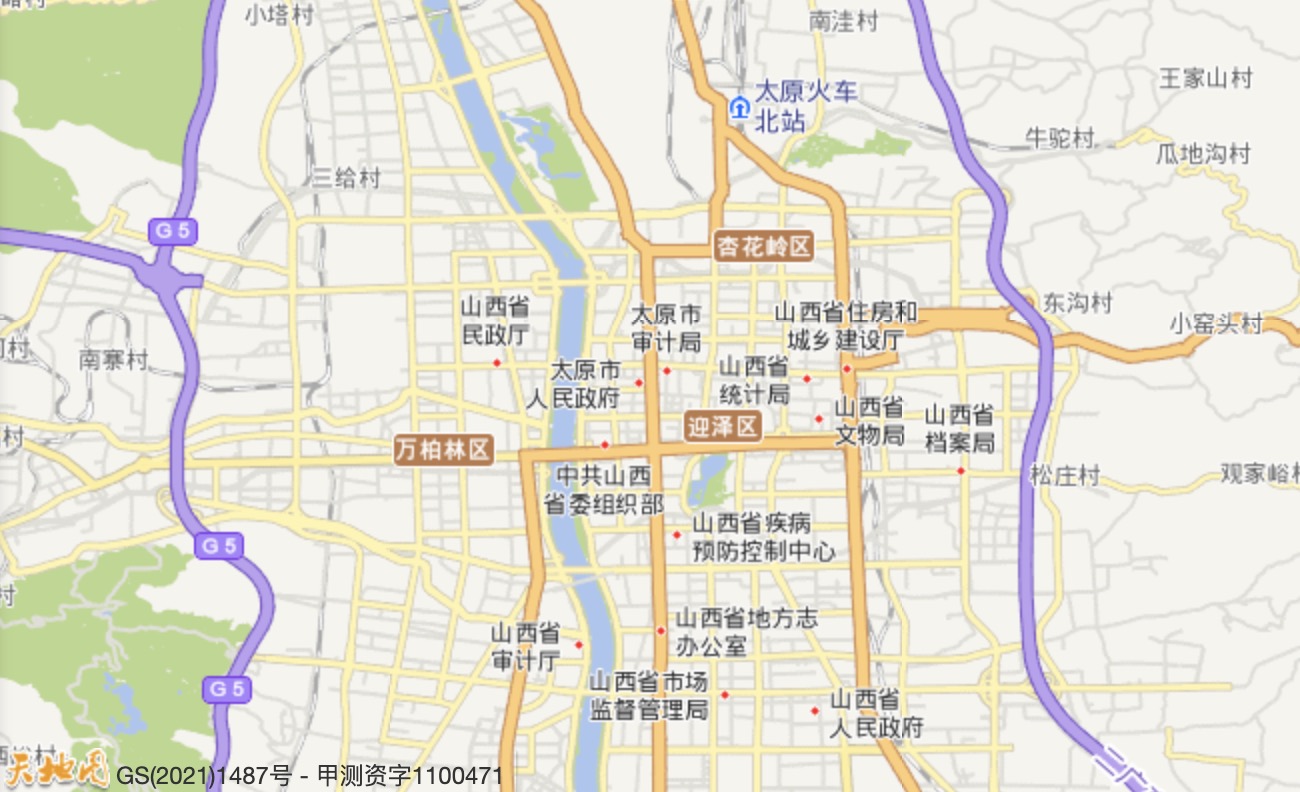 小塔村
南洼村
王家山村
太原火车
北站
牛驼村
瓜地沟村
三给村
G5
杏花岭区
东沟村
小窑头村
山西省
民政厅
太原市
审计局
山西省住房和
城乡建设厅
南寨村
太原市
人民政府
山西省
统计局
山西省
文物局
山西省
档案局
迎泽区
万柏林区
中共山西
省委组织部
松庄村
观家峪
山西省疾病
预防控制中心
G5
村
村
村
山西省地方志
办公室
山西省
审计厅
G5
山西省市场
监督管理局
山西省
人民政府
二广
天地图
GS(2021)1487号 - 甲测资字1100471